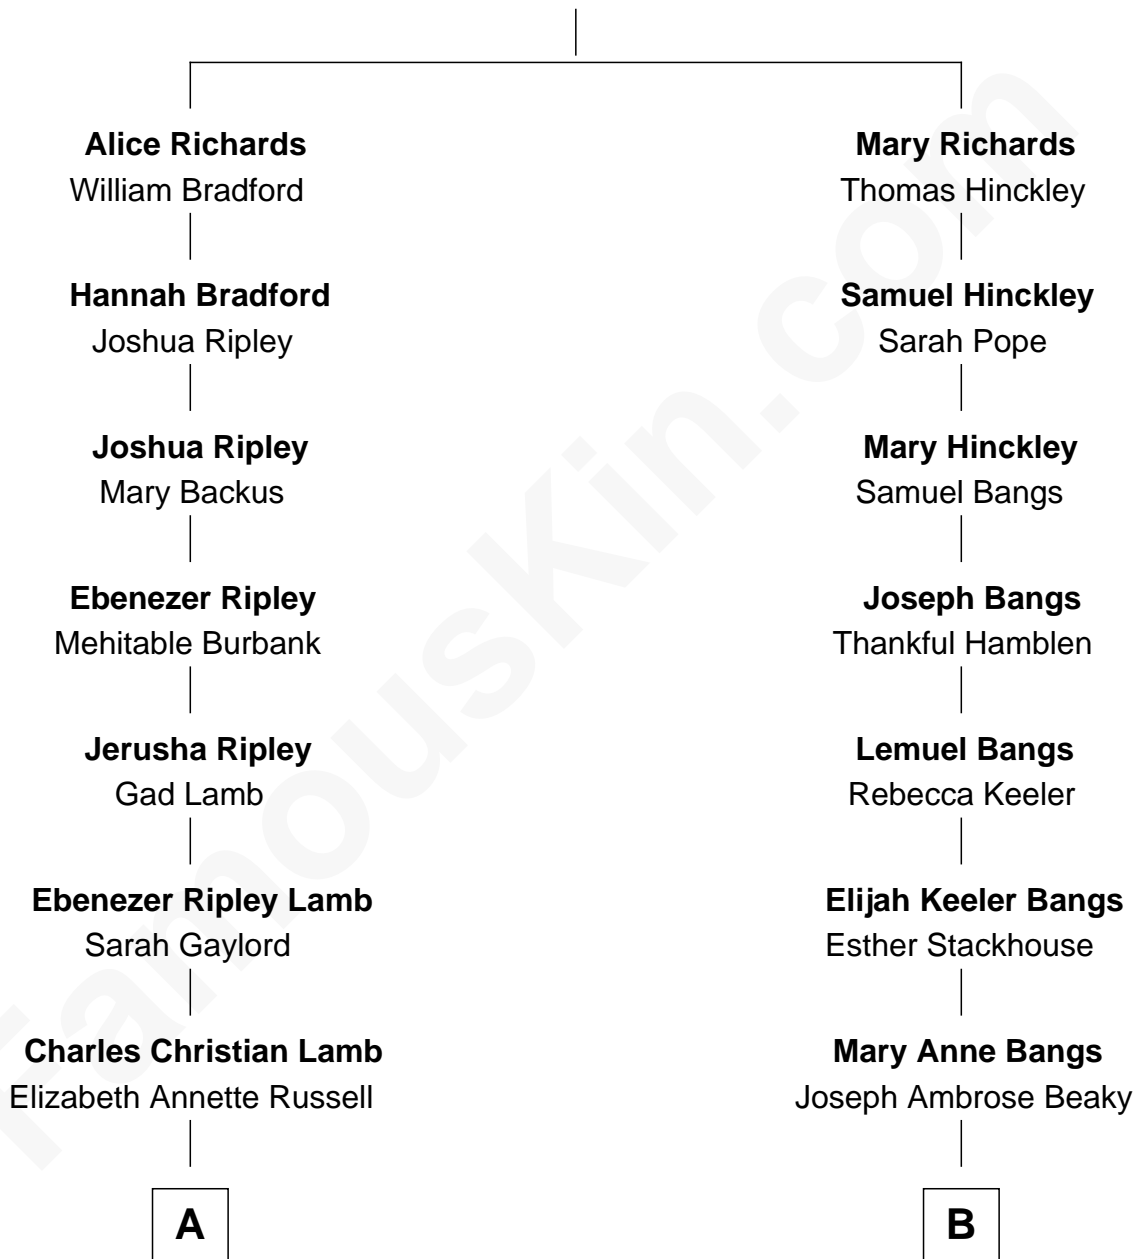 Alice Richards
William Bradford
Hannah Bradford
Joshua Ripley
Joshua Ripley
Mary Backus
Ebenezer Ripley
Mehitable Burbank
Jerusha Ripley
Gad Lamb
Ebenezer Ripley Lamb
Sarah Gaylord
Charles Christian Lamb
Elizabeth Annette Russell
A
Mary Richards
Thomas Hinckley
Samuel Hinckley
Sarah Pope
Mary Hinckley
Samuel Bangs
Joseph Bangs
Thankful Hamblen
Lemuel Bangs
Rebecca Keeler
Elijah Keeler Bangs
Esther Stackhouse
Mary Anne Bangs
Joseph Ambrose Beaky
B
FamousKin.com